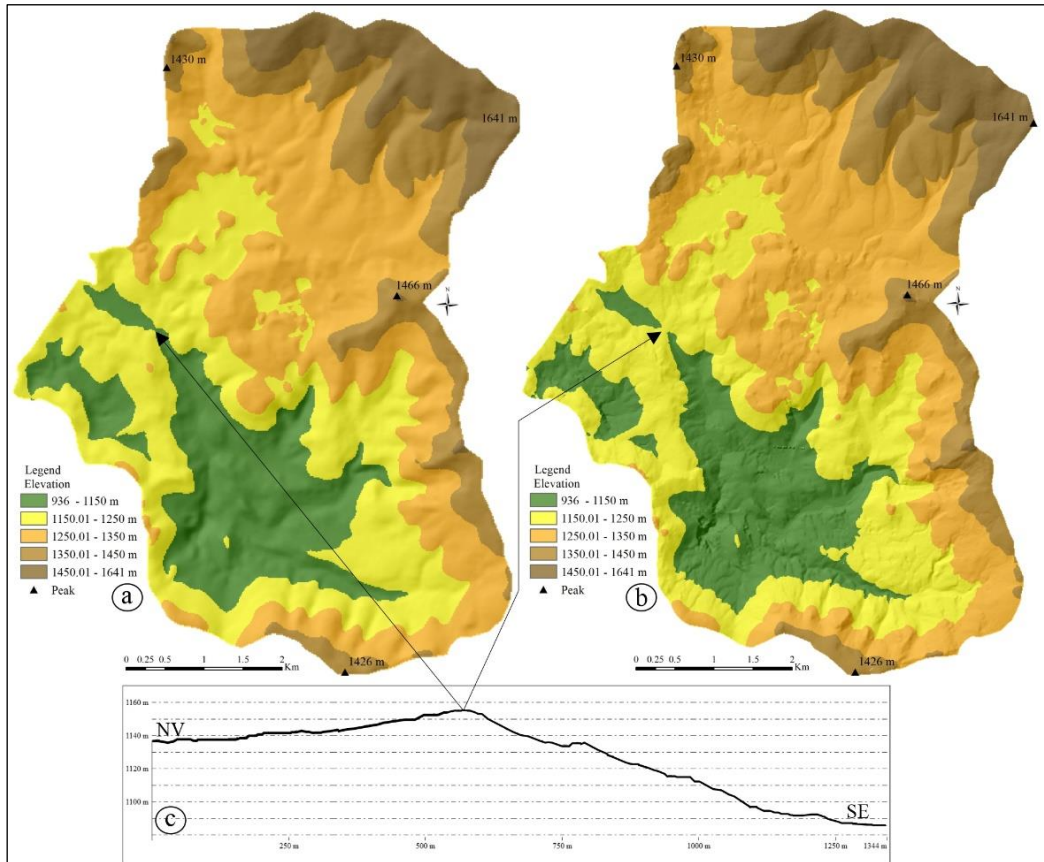 1430 m
1641 m
1466 m
N
Legend
Elevation
936 - 1150 m
1150.01 - 1250 m
1250.01 - 1350 m
1350.01 - 1450 m
1450.01 - 1641 m
Peak
a
1426 m
0 0.25 0.5 1 1.5 2
Km
1430 m
1641 m
1466 m
N
Legend
Elevation
936 - 1150 m
1150.01 - 1250 m
1250.01 - 1350 m
1350.01 - 1450 m
1450.01 - 1641 m
Peak
b
1426 m
0 0.25 0.5 1 1.5 2
Km
1160 m
NV
1140 m
1120 m
1100 m
SE
c
250 m 500 m 750 m 1000 m 1250 m 1344 m